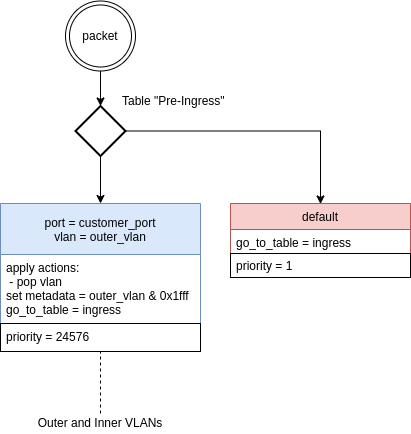 packet
Table "Pre-Ingress"
port = customer_port
vlan = outer_vlan
apply actions:
- pop vlan
set metadata = outer_vlan & 0x1fff
go_to_table = ingress
priority = 24576
default
go_to_table = ingress
priority = 1
Outer and Inner VLANs